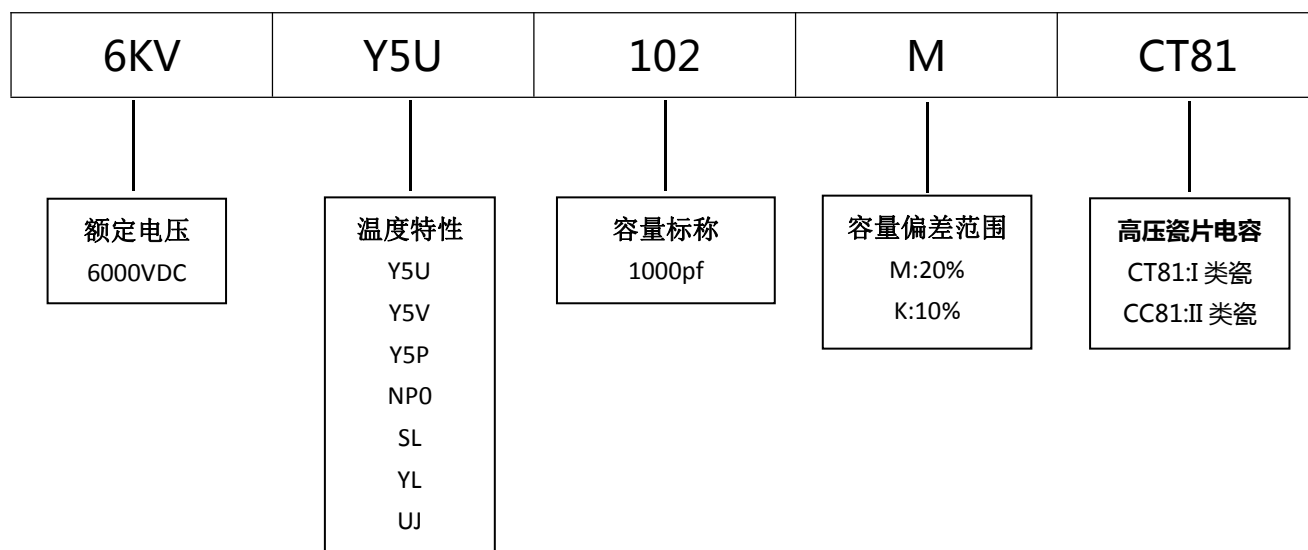 6KV Y5U 102 M CT81
额定电压
6000VDC
温度特性
Y5U
Y5V
Y5P
NP0
SL
YL
UJ
容量标称
1000pf
容量偏差范围
M:20%
K:10%
高压瓷片电容
CT81:I 类瓷
CC81:II 类瓷